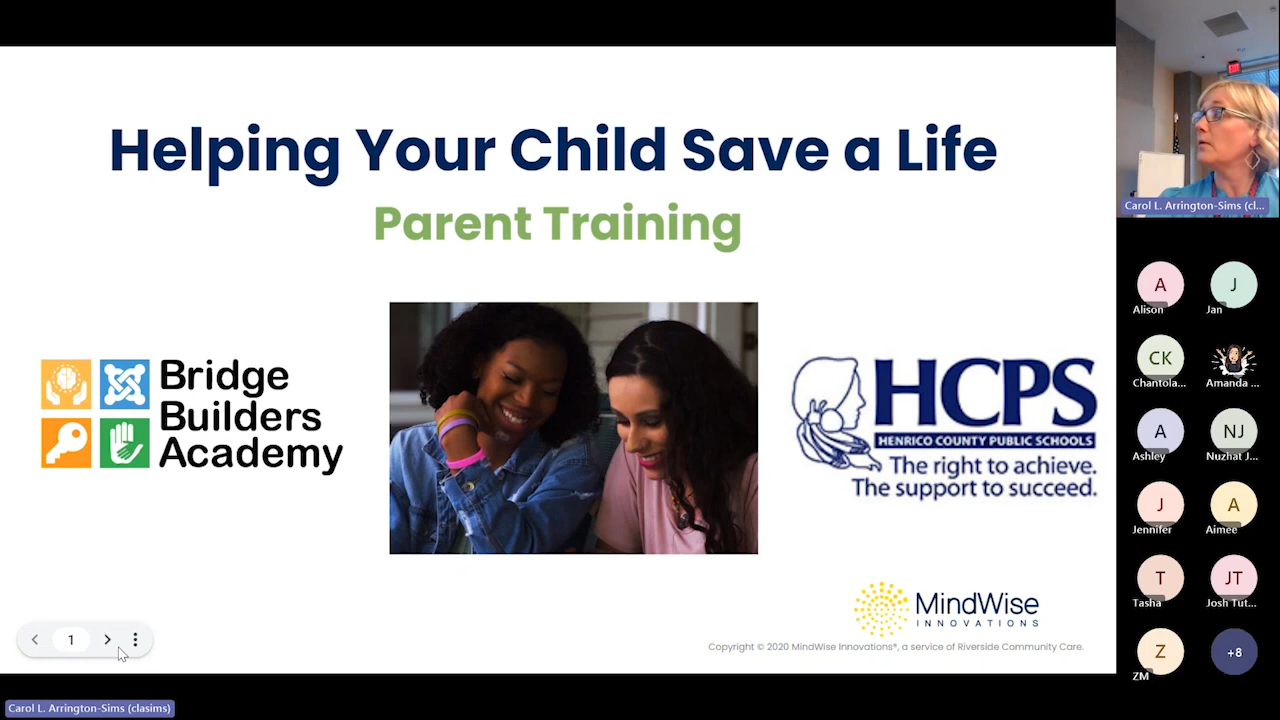 Helping Your Child Save a Life
Parent Training
Bridge
Builders
Academy
HCPS
HENRICO COUNTY PUBLIC SCHOOLS
The right to achieve.
The support to succeed.
MindWise
INNOVATIONS
Copyright © 2020 MindWise Innovations®, a service of Riverside Community Care.
1
Carol L. Arrington-Sims (clasims)
Carol L. Arrington-Sims (cl...
A
Alison
J
Jan
CK
Chantola...
Amanda ...
A
Ashley
NJ
Nuzhat J...
J
Jennifer
A
Aimee
T
Tasha
JT
Josh Tut...
Z
ZM
+8